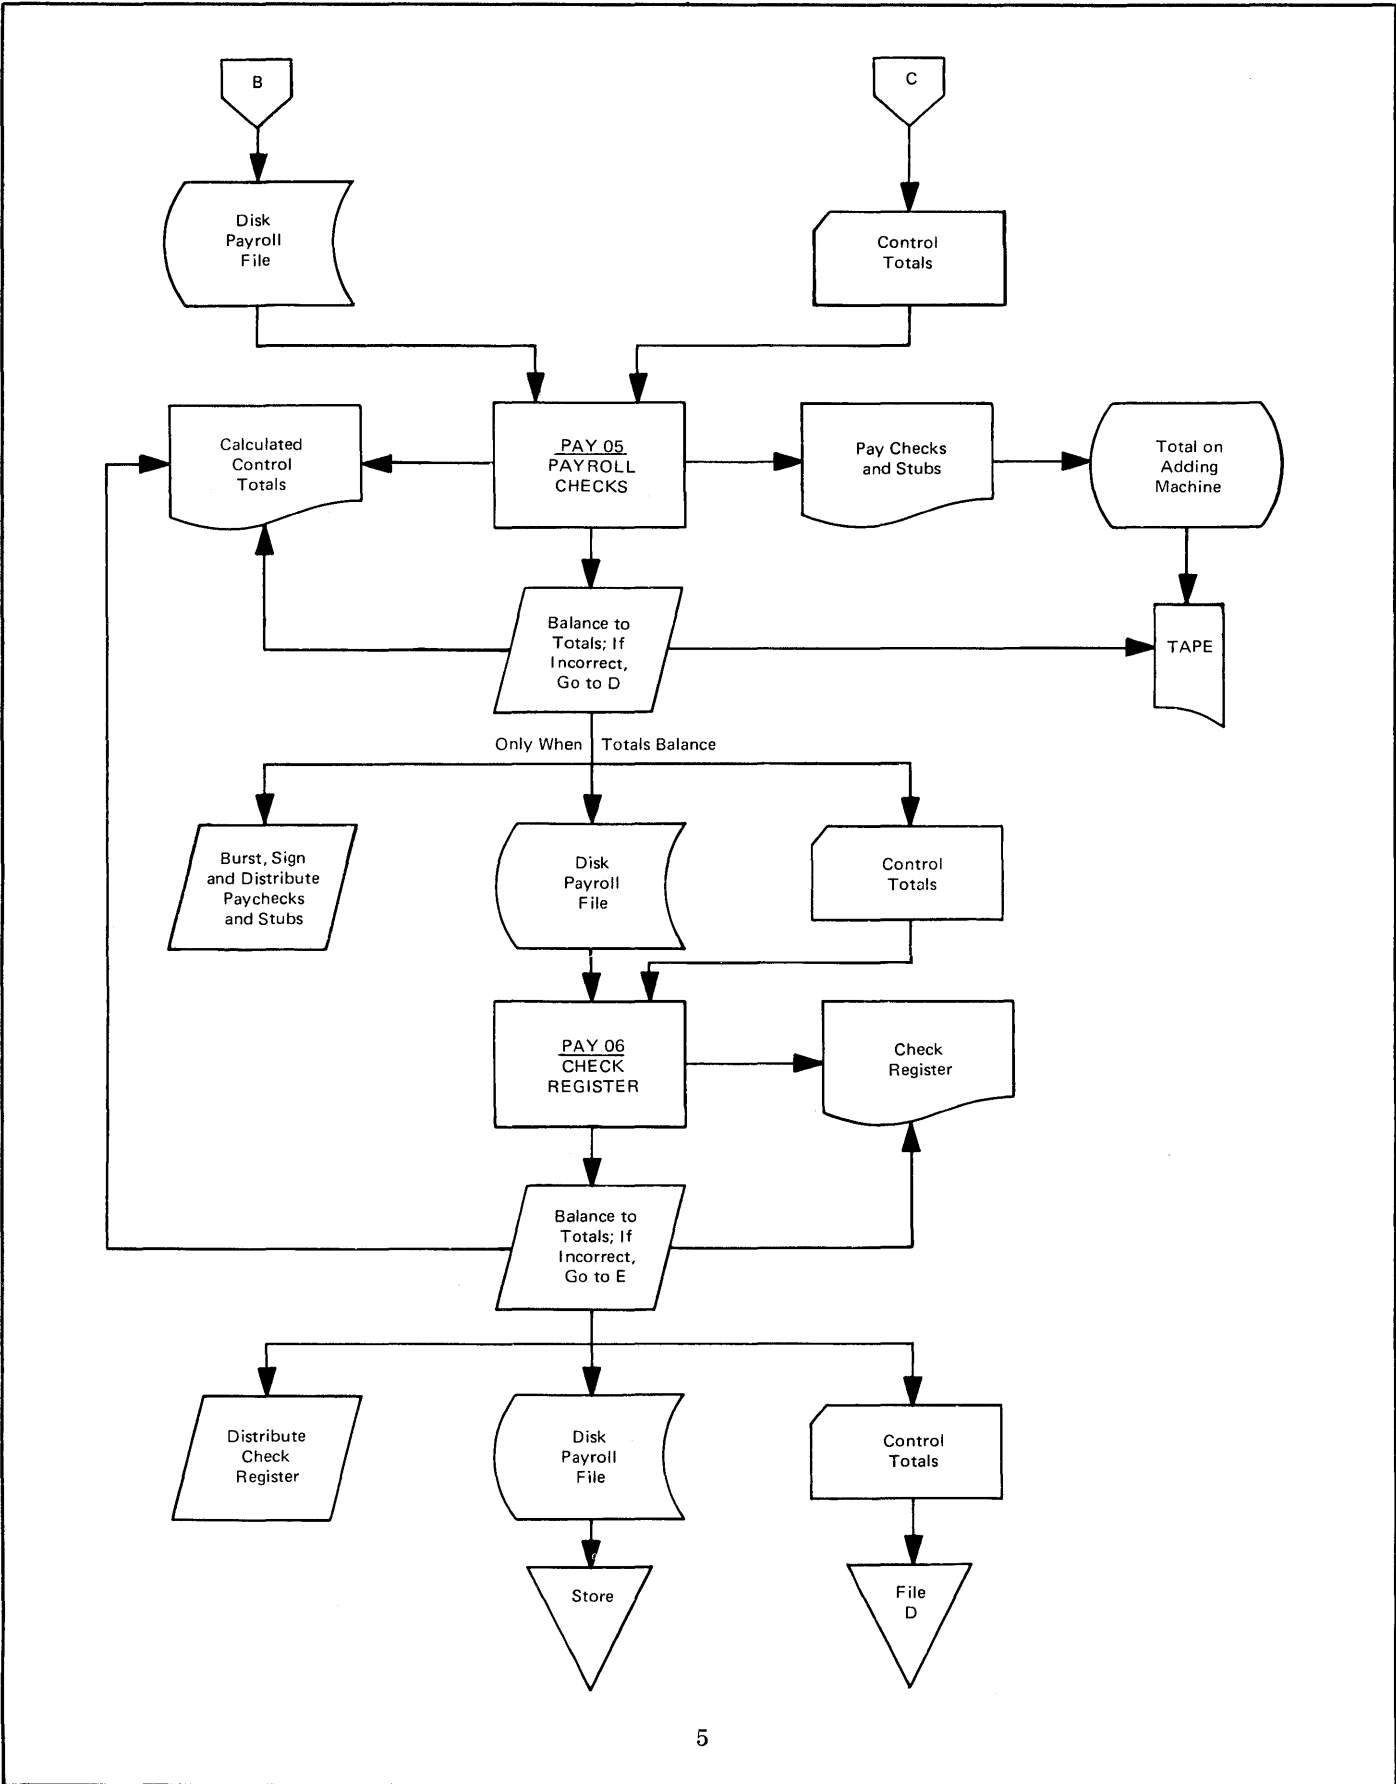 B
C
Disk
Payroll
File
Control
Totals
Calculated
Control
Totals
PAY 05
PAYROLL
CHECKS
Pay Checks
and Stubs
Total on
Adding
Machine
Balance to
Totals; If
Incorrect,
Go to D
TAPE
Only When Totals Balance
Burst, Sign
and Distribute
Paychecks
and Stubs
Disk
Payroll
File
Control
Totals
PAY 06
CHECK
REGISTER
Check
Register
Balance to
Totals; If
Incorrect,
Go to E
Distribute
Check
Register
Disk
Payroll
File
Control
Totals
Store
File
D
5